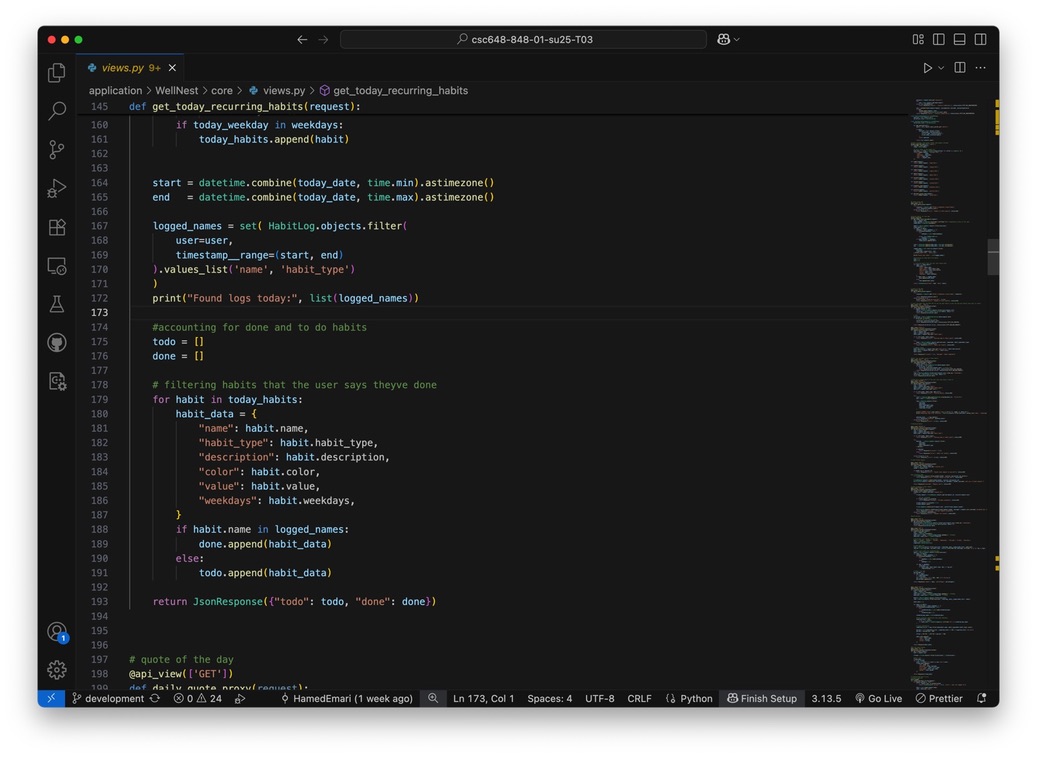 csc648-848-01-su25-T03
views.py 9+
application > WellNest > core > views.py > get_today_recurring_habits
145 def get_today_recurring_habits(request):
160 if today_weekday in weekdays:
161 today_habits.append(habit)
162
163
164 start = datetime.combine(today_date, time.min).astimezone()
165 end   = datetime.combine(today_date, time.max).astimezone()
166
167 logged_names = set( HabitLog.objects.filter(
168 user=user,
169 timestamp__range=(start, end)
170 ).values_list('name', 'habit_type')
171 )
172 print("Found logs today:", list(logged_names))
173
174 #accounting for done and to do habits
175 todo = []
176 done = []
177
178 # filtering habits that the user says theyve done
179 for habit in today_habits:
180 habit_data = {
181 "name": habit.name,
182 "habit_type": habit.habit_type,
183 "description": habit.description,
184 "color": habit.color,
185 "value": habit.value,
186 "weekdays": habit.weekdays,
187 }
188 if habit.name in logged_names:
189 done.append(habit_data)
190 else:
191 todo.append(habit_data)
192
193 return JsonResponse({"todo": todo, "done": done})
194
195
196
197 # quote of the day
198 @api_view(['GET'])
199 def daily_quote_proxy(request):
1
development 0 24 HamedEmari (1 week ago) Ln 173, Col 1 Spaces: 4 UTF-8 CRLF Python Finish Setup 3.13.5 Go Live Prettier